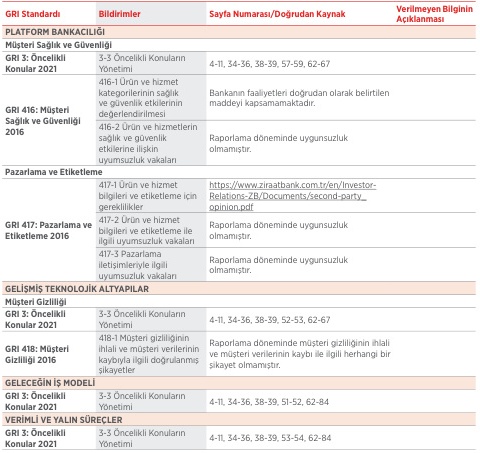 GRI Standardı Bildirimler Sayfa Numarası/Doğrudan Kaynak Verilmeyen Bilginin Açıklanması
PLATFORM BANKACILIĞI
Müşteri Sağlık ve Güvenliği
GRI 3: Öncelikli Konular 2021
3-3 Öncelikli Konuların Yönetimi
4-11, 34-36, 38-39, 57-59, 62-67
GRI 416: Müşteri
Sağlık ve Güvenliği
2016
416-1 Ürün ve hizmet
kategorilerinin sağlık
ve güvenlik etkilerinin
değerlendirilmesi
Bankanın faaliyetleri doğrudan olarak belirtilen
maddeyi kapsamamaktadır.
416-2 Ürün ve hizmetlerin
sağlık ve güvenlik
etkilerine ilişkin
uyumsuzluk vakaları
Raporlama döneminde uygunsuzluk
olmamıştır.
Pazarlama ve Etiketleme
GRI 417: Pazarlama ve
Etiketleme 2016
417-1 Ürün ve hizmet
bilgileri ve etiketleme için
gereklilikler
https://www.ziraatbank.com.tr/en/Investor-
Relations-ZB/Documents/second-party_
opinion.pdf
417-2 Ürün ve hizmet
bilgileri ve etiketleme ile
ilgili uyumsuzluk vakaları
Raporlama döneminde uygunsuzluk
olmamıştır.
417-3 Pazarlama
iletişimleriyle ilgili
uyumsuzluk vakaları
Raporlama döneminde uygunsuzluk
olmamıştır.
GELİŞMİŞ TEKNOLOJİK ALTYAPILAR
Müşteri Gizliliği
GRI 3: Öncelikli
Konular 2021
3-3 Öncelikli Konuların
Yönetimi
4-11, 34-36, 38-39, 52-53, 62-67
GRI 418: Müşteri
Gizliliği 2016
418-1 Müşteri gizliliğinin
ihlali ve müşteri verilerinin
kaybıyla ilgili doğrulanmış
şikayetler
Raporlama döneminde müşteri gizliliğinin ihlali
ve müşteri verilerinin kaybı ile ilgili herhangi bir
şikayet olmamıştır.
GELECEĞİN İŞ MODELİ
GRI 3: Öncelikli
Konular 2021
3-3 Öncelikli Konuların
Yönetimi
4-11, 34-36, 38-39, 51-52, 62-84
VERİMLİ VE YALIN SÜREÇLER
GRI 3: Öncelikli
Konular 2021
3-3 Öncelikli Konuların
Yönetimi
4-11, 34-36, 38-39, 53-54, 62-84